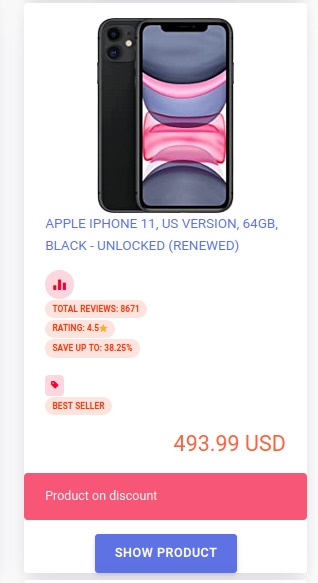 APPLE IPHONE 11, US VERSION, 64GB,
BLACK - UNLOCKED (RENEWED)
TOTAL REVIEWS: 8671
RATING: 4.5⭐
SAVE UP TO: 38.25%
BEST SELLER
493.99 USD
Product on discount
SHOW PRODUCT